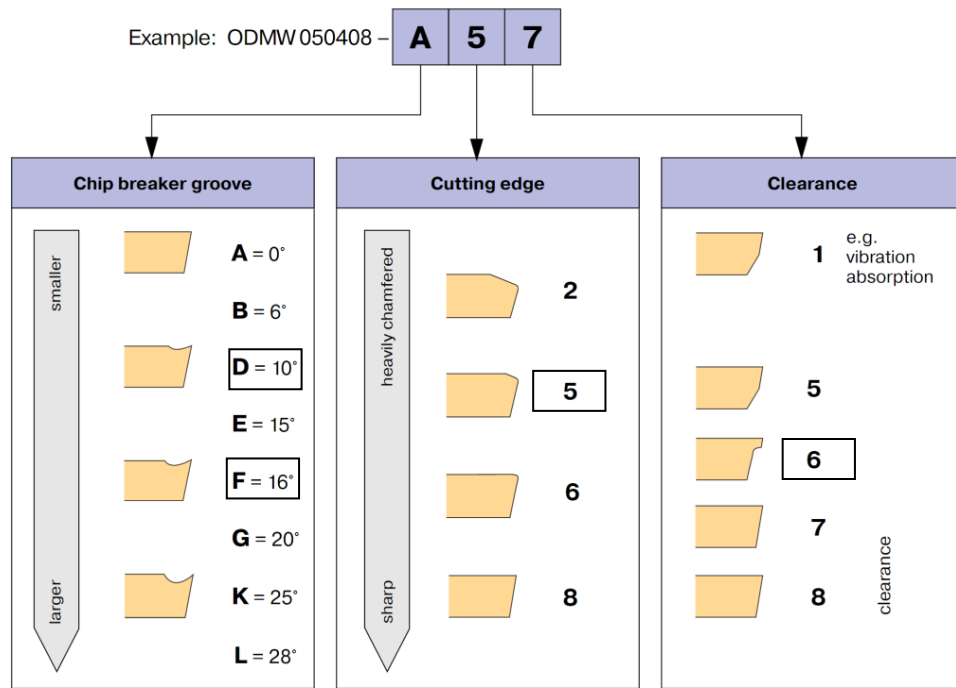 Example: ODMW 050408 – A 5 7
Chip breaker groove
smaller
larger
A = 0°
B = 6°
D = 10°
E = 15°
F = 16°
G = 20°
K = 25°
L = 28°
Cutting edge
heavily chamfered
sharp
2
5
6
8
Clearance
1 e.g.
vibration
absorption
5
6
7
8
clearance